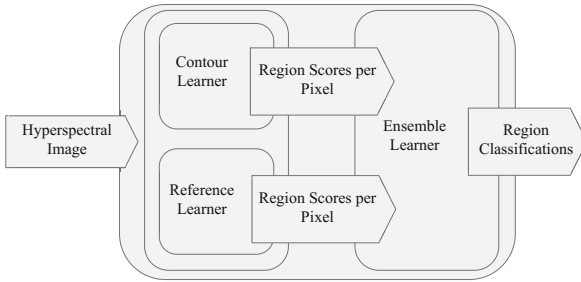 Hyperspectral
Image
Contour
Learner
Region Scores per
Pixel
Reference
Learner
Region Scores per
Pixel
Ensemble
Learner
Region
Classifications